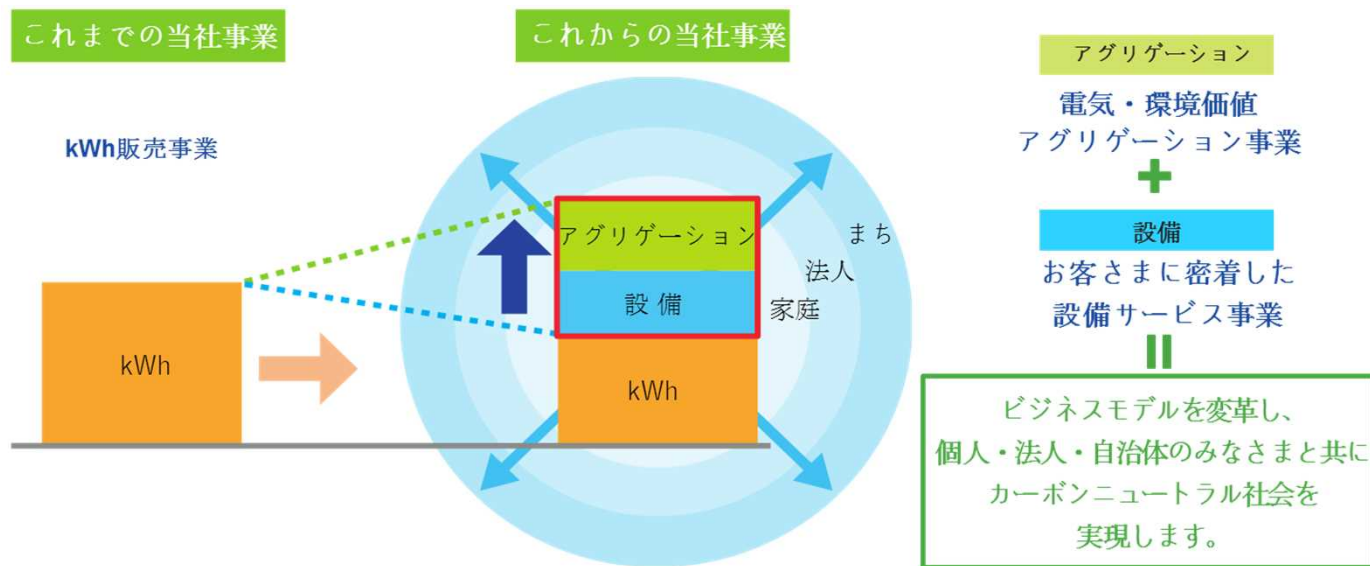 これまでの当社事業
kWh販売事業
kWh
これからの当社事業
アグリゲーション
設備
kWh
まち
法人
家庭
アグリゲーション
電気・環境価値
アグリゲーション事業
+
設備
お客さまに密着した
設備サービス事業
ビジネスモデルを変革し、
個人・法人・自治体のみなさまと共に
カーボンニュートラル社会を
実現します。